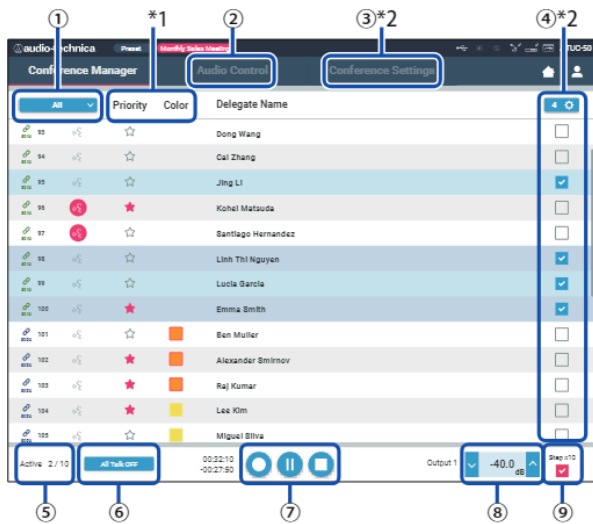 ① *1 ② ③*2 ④*2
audio-technica Preset Monthly Sales Meeting ATUC-50
Conference Manager Audio Control Conference Settings
All Priority Color Delegate Name 4
93 Dong Wang
94 Cai Zhang
95 Jing Li
96 Kohei Matsuda
97 Santiago Hernandez
98 Linh Thi Nguyen
99 Lucia Garcia
100 Emma Smith
101 Ben Muller
102 Alexander Smirnov
103 Raj Kumar
104 Lee Kim
105 Miguel Silva
Active 2 / 10 All Talk OFF 00:32:10 Output 1 -40.0 Step x10
-00:27:50 dB
⑤ ⑥ ⑦ ⑧ ⑨